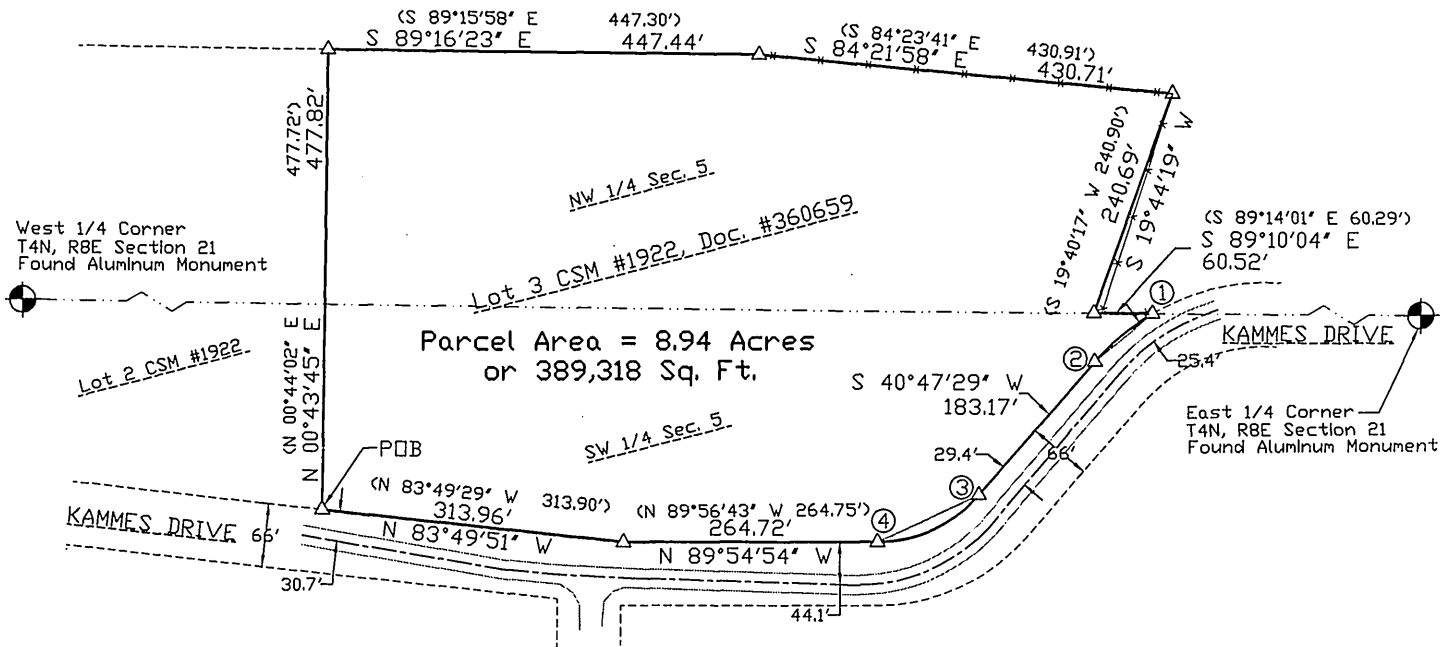 (S 89°15'58" E 447.30')
S 89°16'23" E 447.44'
(S 84°23'41" E 430.91')
S 84°21'58" E 430.71'
477.72')
477.82'
(N 00°44'02" E
N 00°43'45" E
NW 1/4 Sec. 5
Lot 3 CSM #1922, Doc. #360659
(S 19°40'17" W 240.90')
240.69'
S 19°44'19" W
(S 89°14'01" E 60.29')
S 89°10'04" E
60.52'
West 1/4 Corner
T4N, R8E Section 21
Found Aluminum Monument
1
KAMMES DRIVE
2
25.4'
Parcel Area = 8.94 Acres
or 389,318 Sq. Ft.
Lot 2 CSM #1922
S 40°47'29" W
183.17'
East 1/4 Corner
T4N, R8E Section 21
Found Aluminum Monument
SW 1/4 Sec. 5
POB
29.4'
66'
3
(N 83°49'29" W 313.90')
313.96'
N 83°49'51" W
(N 89°56'43" W 264.75')
264.72'
N 89°54'54" W
4
KAMMES DRIVE 66'
30.7'
44.1'